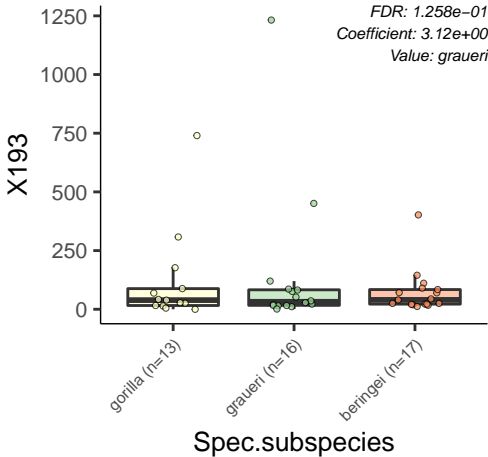 FDR: 1.258e−01
Coefficient: 3.12e+00
Value: graueri
X193
1250
1000
750
500
250
0
gorilla (n=13)
graueri (n=16)
beringei (n=17)
Spec.subspecies